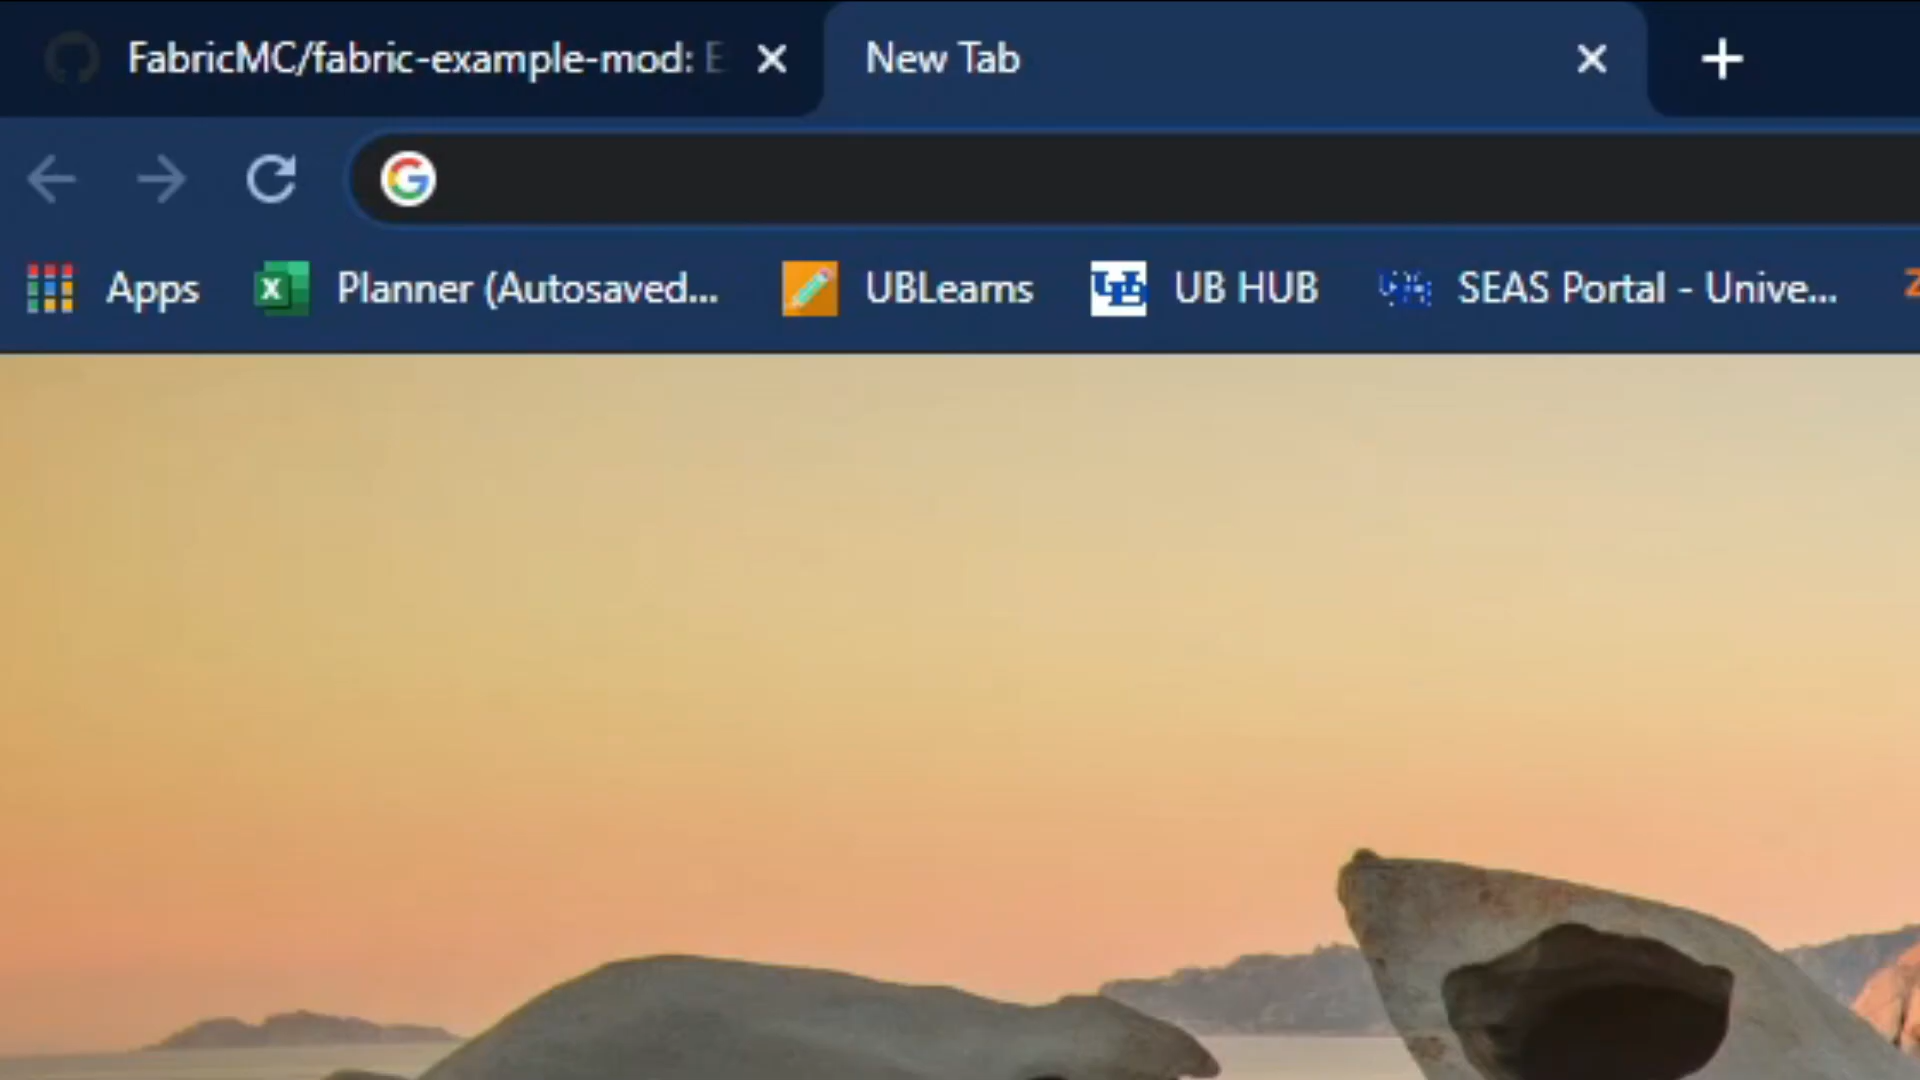 FabricMC/fabric-example-mod: E
New Tab
Apps
Planner (Autosaved...
UBLearns
UB HUB
SEAS Portal - Unive...